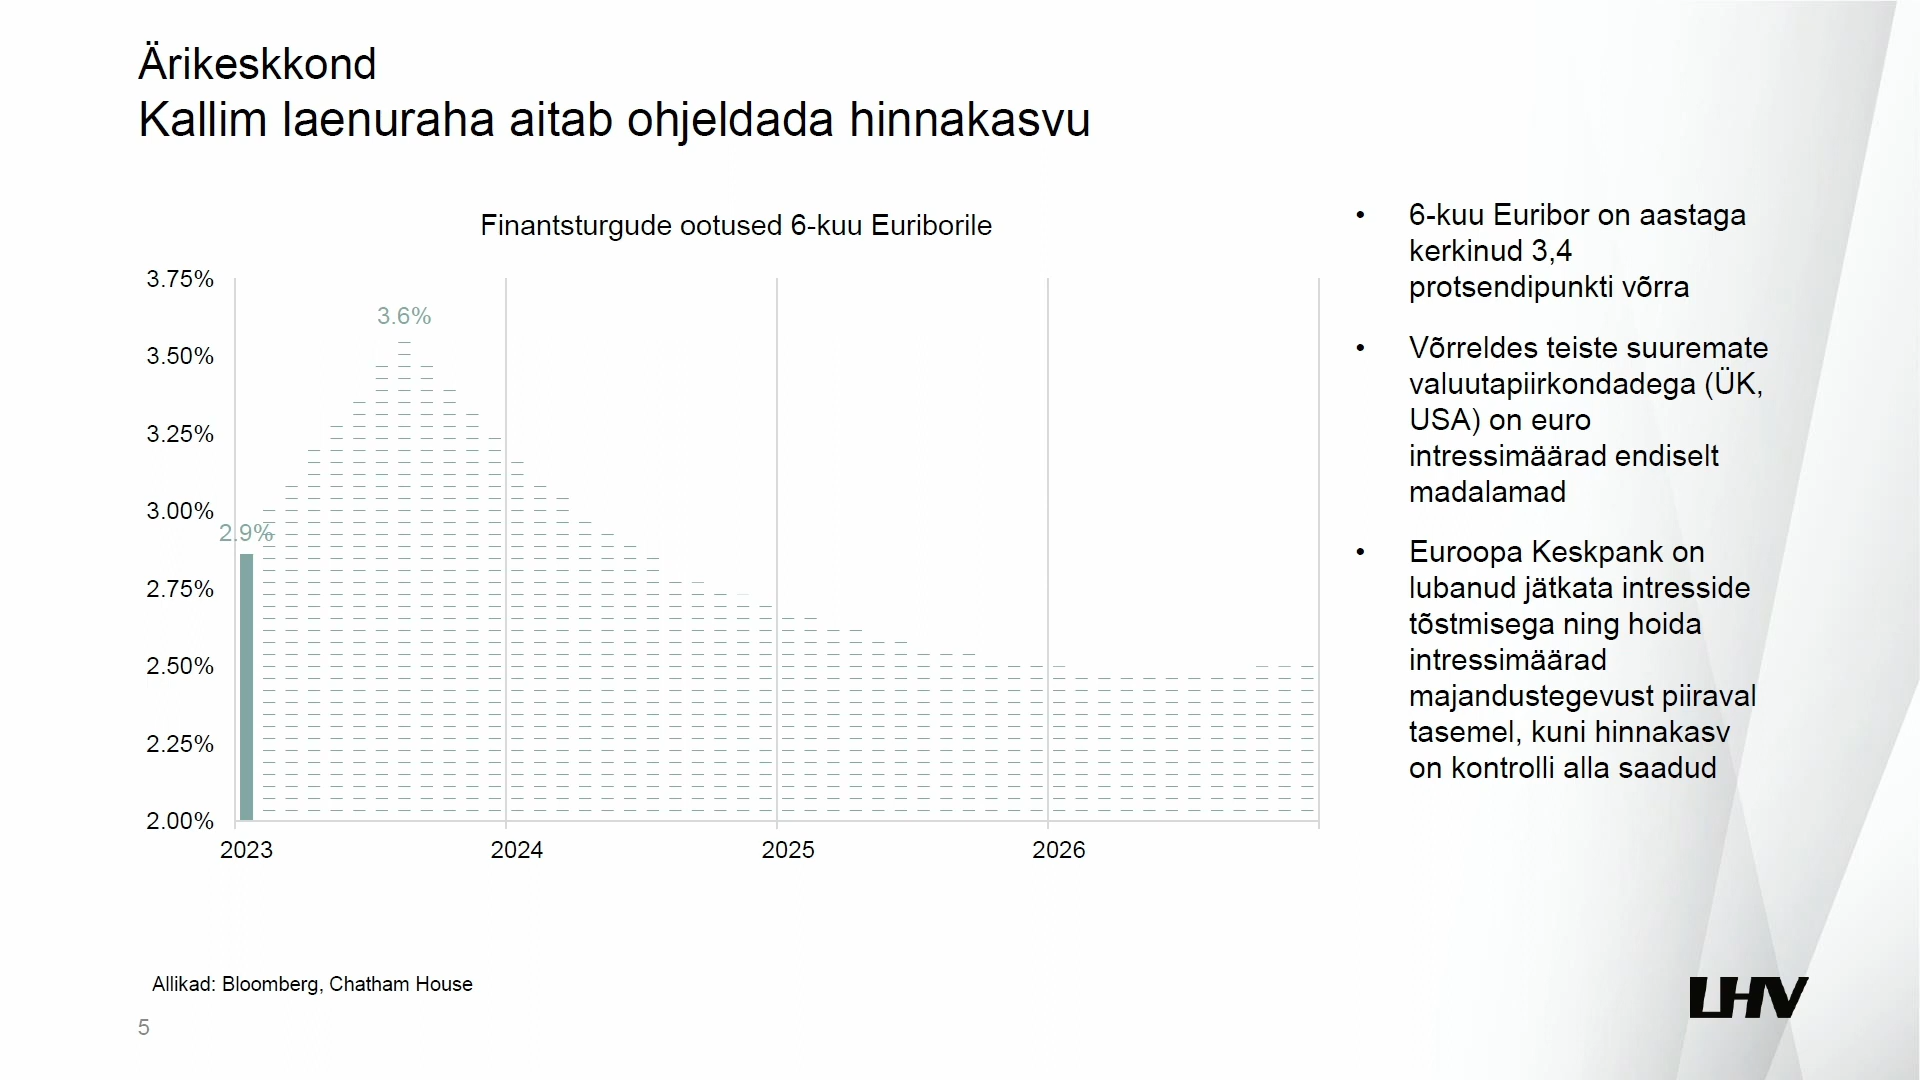 Ärikeskkond
Kallim laenuraha aitab ohjeldada hinnakasvu
Finantsturgude ootused 6-kuu Euriborile
3.75%
3.50%
3.25%
3.00%
2.75%
2.50%
2.25%
2.00%
3.6%
2.9%
2023
2024
2025
2026
• 6-kuu Euribor on aastaga
kerkinud 3,4
protsendipunkti võrra
• Võrreldes teiste suuremate
valuutapiirkondadega (ÜK,
USA) on euro
intressimäärad endiselt
madalamad
• Euroopa Keskpank on
lubanud jätkata intresside
tõstmisega ning hoida
intressimäärad
majandustegevust piiraval
tasemel, kuni hinnakasv
on kontrolli alla saadud
Allikad: Bloomberg, Chatham House
5
LHV